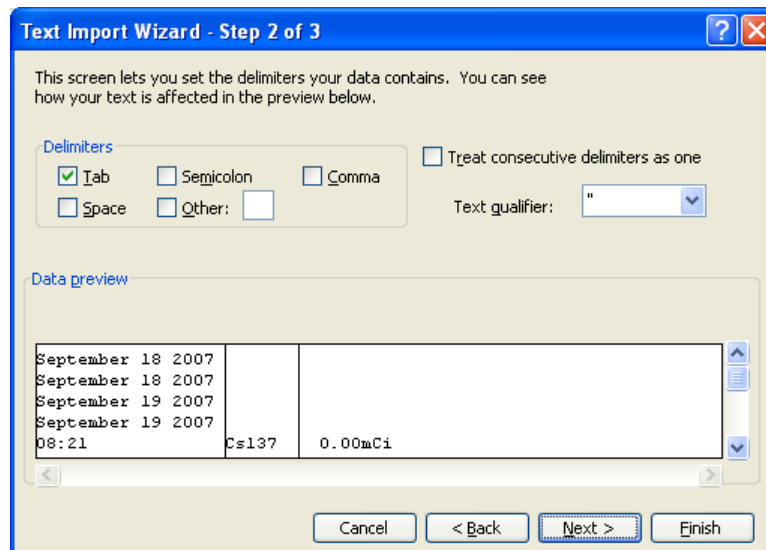 Text Import Wizard - Step 2 of 3
This screen lets you set the delimiters your data contains. You can see
how your text is affected in the preview below.
Delimiters
Tab Semicolon Comma
Space Other:
Treat consecutive delimiters as one
Text qualifier: "
Data preview
September 18 2007
September 18 2007
September 19 2007
September 19 2007
08:21 Cs137 0.00mCi
Cancel < Back Next > Finish